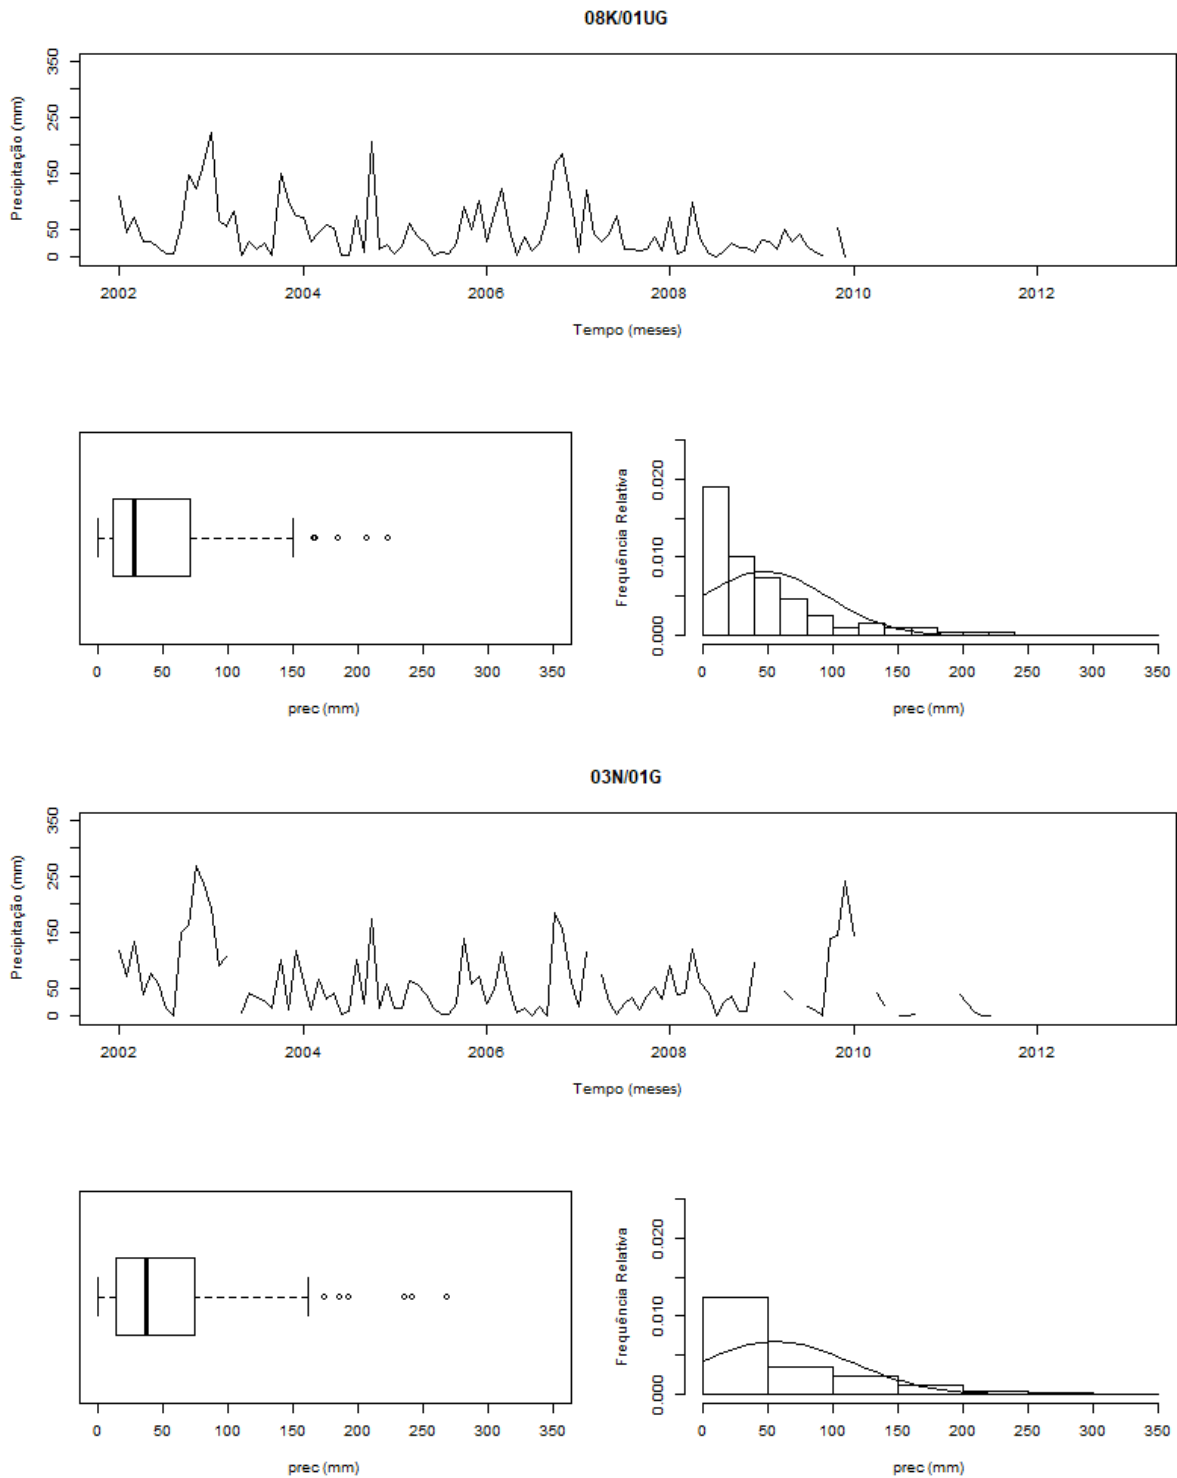 08K/01UG
Precipitação (mm)
350
250
150
50
0
2002 2004 2006 2008 2010 2012
Tempo (meses)
0 50 100 150 200 250 300 350
prec (mm)
Frequência Relativa
0.020
0.010
0.000
0 50 100 150 200 250 300 350
prec (mm)
03N/01G
Precipitação (mm)
350
250
150
50
0
2002 2004 2006 2008 2010 2012
Tempo (meses)
0 50 100 150 200 250 300 350
prec (mm)
Frequência Relativa
0.020
0.010
0.000
0 50 100 150 200 250 300 350
prec (mm)